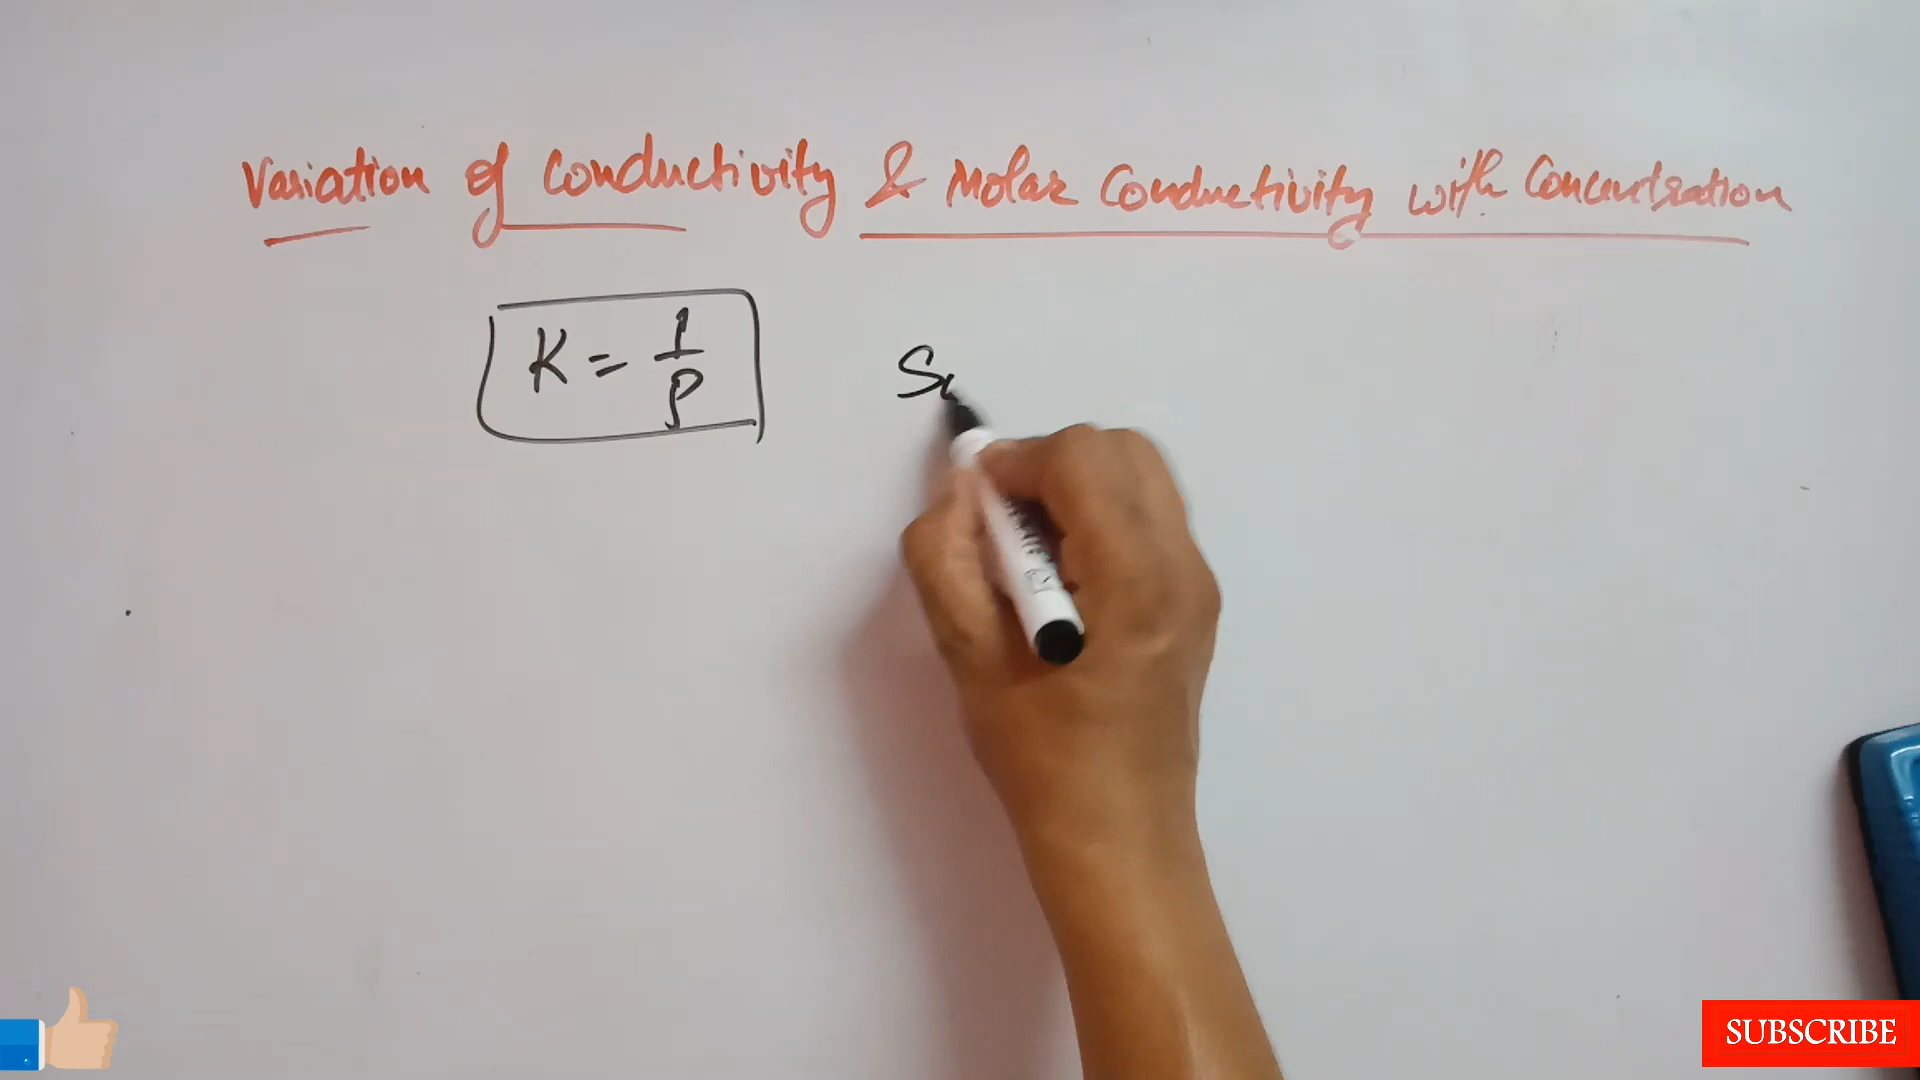 Variation of Conductivity & Molar Conductivity with Concentration
K = 1/ρ
SUBSCRIBE